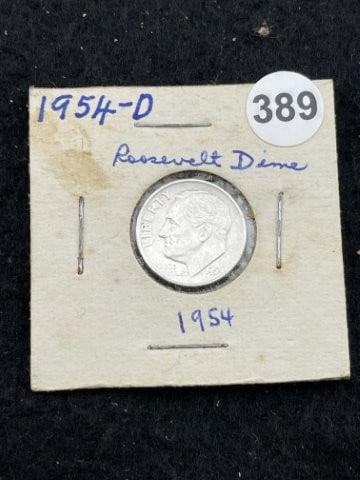 1954-D
389
Roosevelt Dime
LIBERTY
1954